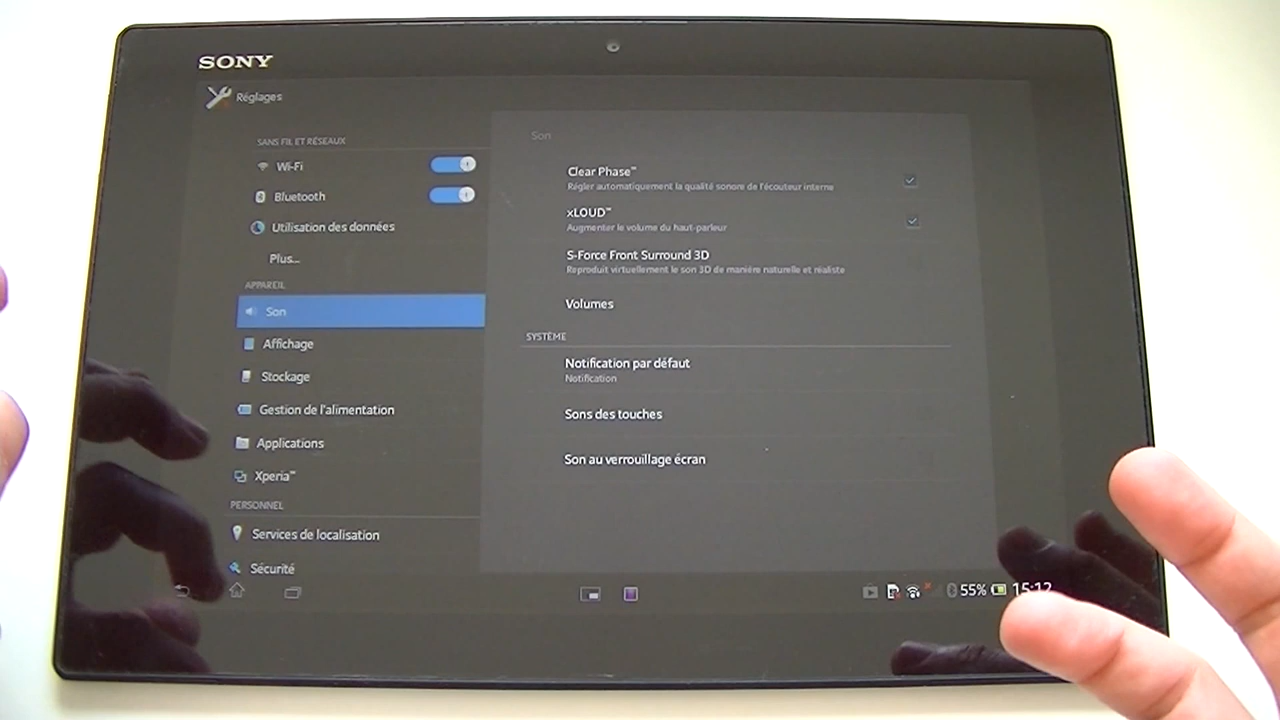 SONY
Réglages
SANS FIL ET RÉSEAUX
Wi-Fi
Bluetooth
Utilisation des données
Plus...
APPAREIL
Son
Affichage
Stockage
Gestion de l'alimentation
Applications
Xperia™
PERSONNEL
Services de localisation
Sécurité
Son
Clear Phase™
Régler automatiquement la qualité sonore de l'écouteur interne
xLOUD™
Augmenter le volume du haut-parleur
S-Force Front Surround 3D
Reproduit virtuellement le son 3D de manière naturelle et réaliste
Volumes
SYSTÈME
Notification par défaut
Notification
Sons des touches
Son au verrouillage écran
55% 15:12